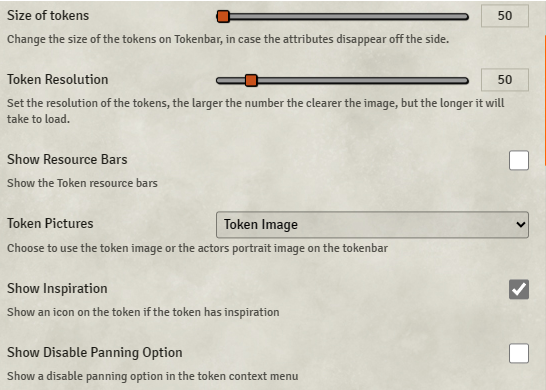 Size of tokens 50
Change the size of the tokens on Tokenbar, in case the attributes disappear off the side.
Token Resolution 50
Set the resolution of the tokens, the larger the number the clearer the image, but the longer it will
take to load.
Show Resource Bars
Show the Token resource bars
Token Pictures Token Image
Choose to use the token image or the actors portrait image on the tokenbar
Show Inspiration
Show an icon on the token if the token has inspiration
Show Disable Panning Option
Show a disable panning option in the token context menu